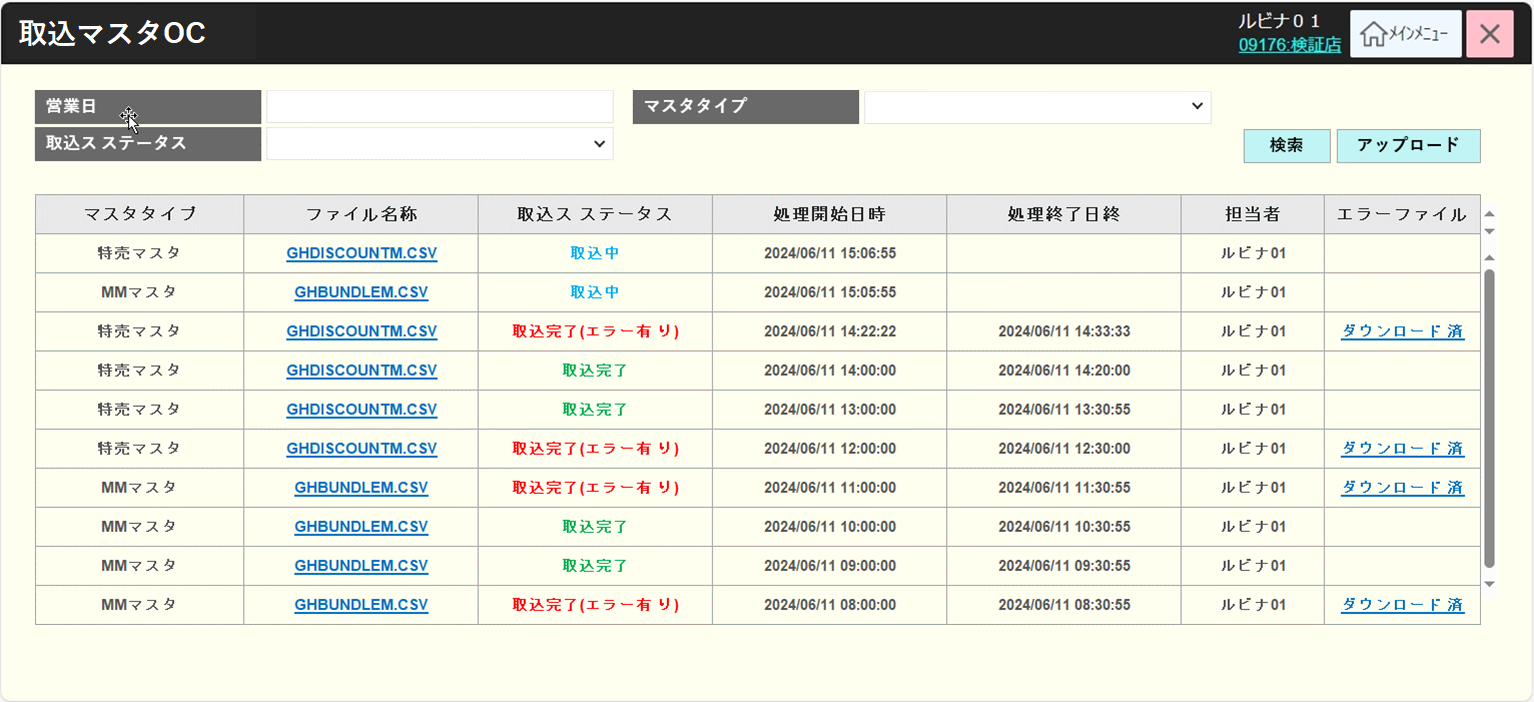 取込マスタOC
ルビナ０１
09176:検証店
メインメニュー
営業日
マスタタイプ
取込ス ステータス
検索 アップロード
マスタタイプ ファイル名称 取込ス ステータス 処理開始日時 処理終了日終 担当者 エラーファイル
特売マスタ GHDISCOUNTM.CSV 取込中 2024/06/11 15:06:55 ルビナ01
MMマスタ GHBUNDLEM.CSV 取込中 2024/06/11 15:05:55 ルビナ01
特売マスタ GHDISCOUNTM.CSV 取込完了(エラー有り) 2024/06/11 14:22:22 2024/06/11 14:33:33 ルビナ01 ダウンロード済
特売マスタ GHDISCOUNTM.CSV 取込完了 2024/06/11 14:00:00 2024/06/11 14:20:00 ルビナ01
特売マスタ GHDISCOUNTM.CSV 取込完了 2024/06/11 13:00:00 2024/06/11 13:30:55 ルビナ01
特売マスタ GHDISCOUNTM.CSV 取込完了(エラー有り) 2024/06/11 12:00:00 2024/06/11 12:30:00 ルビナ01 ダウンロード済
MMマスタ GHBUNDLEM.CSV 取込完了(エラー有り) 2024/06/11 11:00:00 2024/06/11 11:30:55 ルビナ01 ダウンロード済
MMマスタ GHBUNDLEM.CSV 取込完了 2024/06/11 10:00:00 2024/06/11 10:30:55 ルビナ01
MMマスタ GHBUNDLEM.CSV 取込完了 2024/06/11 09:00:00 2024/06/11 09:30:55 ルビナ01
MMマスタ GHBUNDLEM.CSV 取込完了(エラー有り) 2024/06/11 08:00:00 2024/06/11 08:30:55 ルビナ01 ダウンロード済